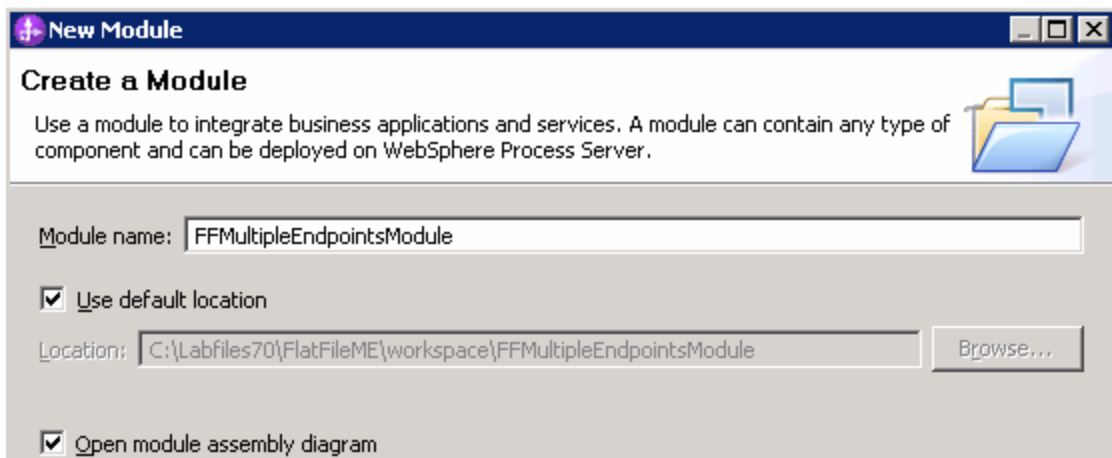 New Module
Create a Module
Use a module to integrate business applications and services. A module can contain any type of
component and can be deployed on WebSphere Process Server.
Module name: FFMultipleEndpointsModule
Use default location
Location: C:\Labfiles70\FlatFileME\workspace\FFMultipleEndpointsModule Browse...
Open module assembly diagram